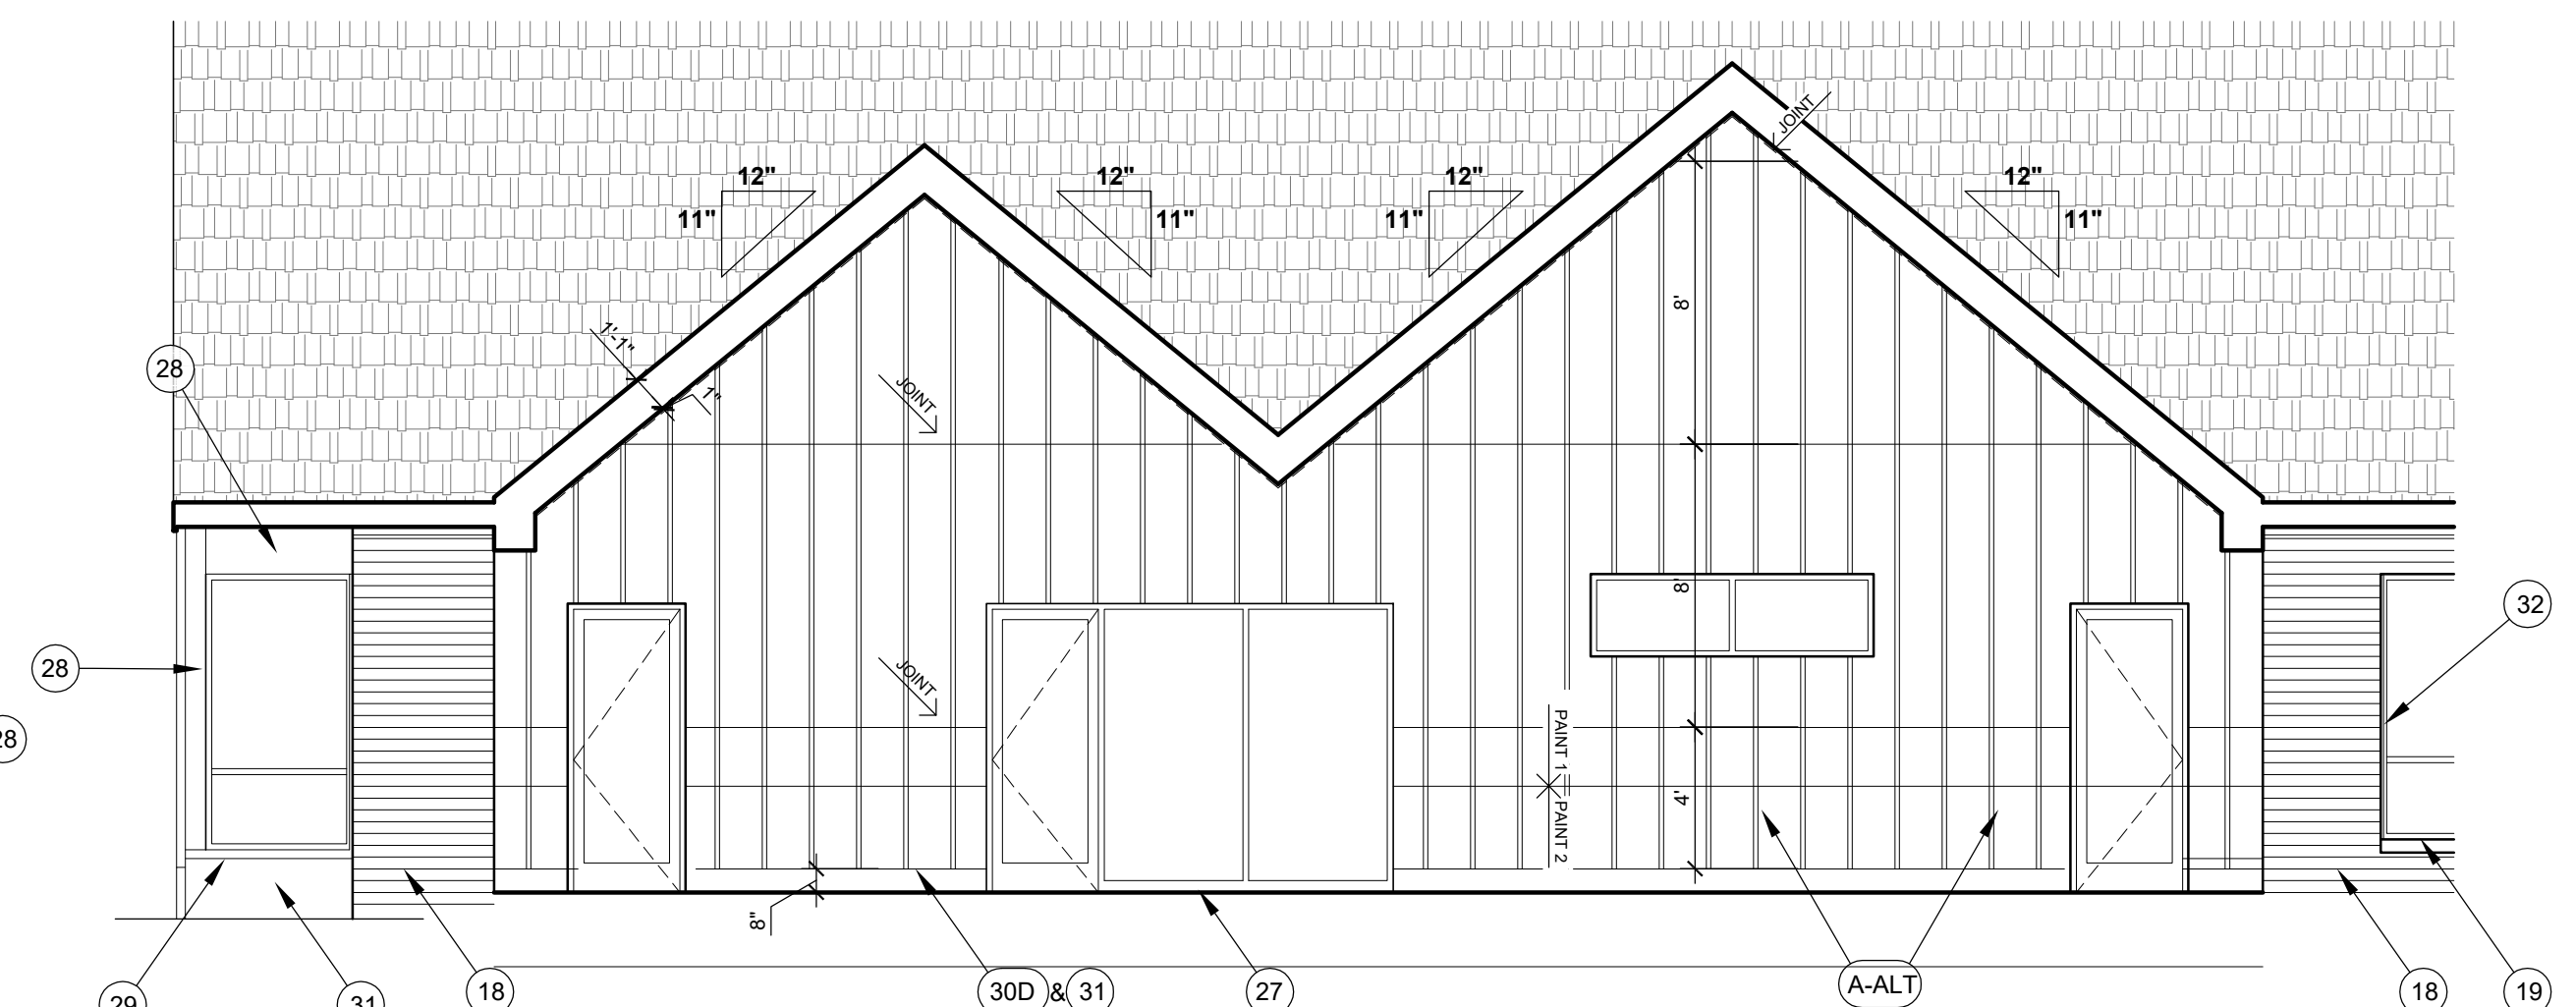 JOINT
12" 12" 12" 12"
11" 11" 11" 11"
8'
1'-1"
28
1"
JOINT
8'
32
28
JOINT
PAINT 1
28
4'
PAINT 2
8"
29 31 18 30D & 31 27 A-ALT 18 19